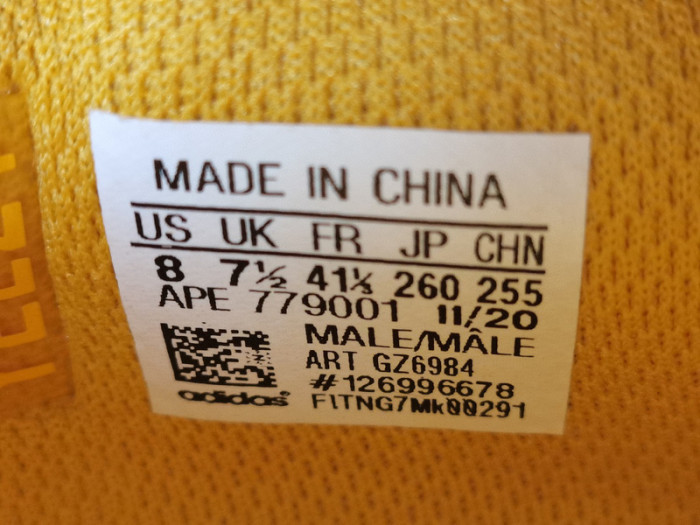 MADE IN CHINA
US UK FR JP CHN
8 7½ 41⅓ 260 255
APE 779001 11/20
MALE/MÂLE
ART GZ6984
#126996678
FITNG7Mk00291
adidas